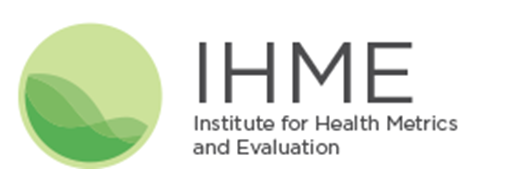 IHME
Institute for Health Metrics
and Evaluation